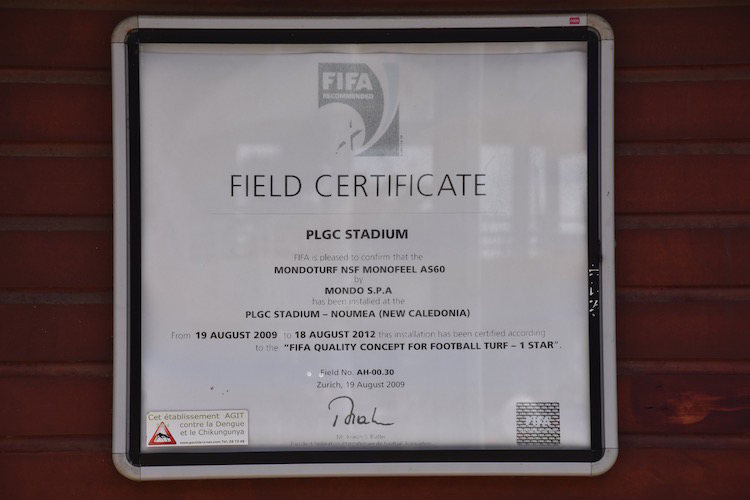 FIFA
RECOMMENDED
FIELD CERTIFICATE
PLGC STADIUM
FIFA is pleased to confirm that the
MONDOTURF NSF MONOFEEL AS60
by
MONDO S.P.A
has been installed at the
PLGC STADIUM – NOUMEA (NEW CALEDONIA)
From 19 AUGUST 2009 to 18 AUGUST 2012 this installation has been certified according
to the "FIFA QUALITY CONCEPT FOR FOOTBALL TURF – 1 STAR".
Field No. AH-00.30
Zurich, 19 August 2009
Mr. Joseph S. Blatter
Cet établissement AGIT
contre la Dengue
et le Chikungunya
FIFA